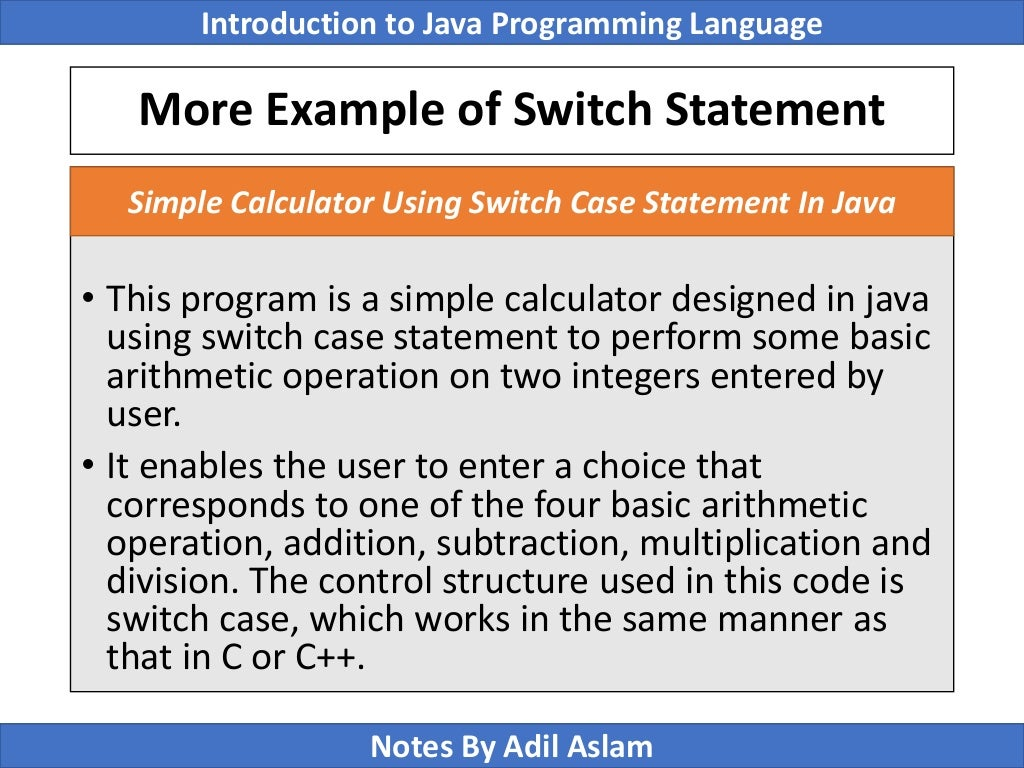 Introduction to Java Programming Language
More Example of Switch Statement
Simple Calculator Using Switch Case Statement In Java
• This program is a simple calculator designed in java
using switch case statement to perform some basic
arithmetic operation on two integers entered by
user.
• It enables the user to enter a choice that
corresponds to one of the four basic arithmetic
operation, addition, subtraction, multiplication and
division. The control structure used in this code is
switch case, which works in the same manner as
that in C or C++.
Notes By Adil Aslam